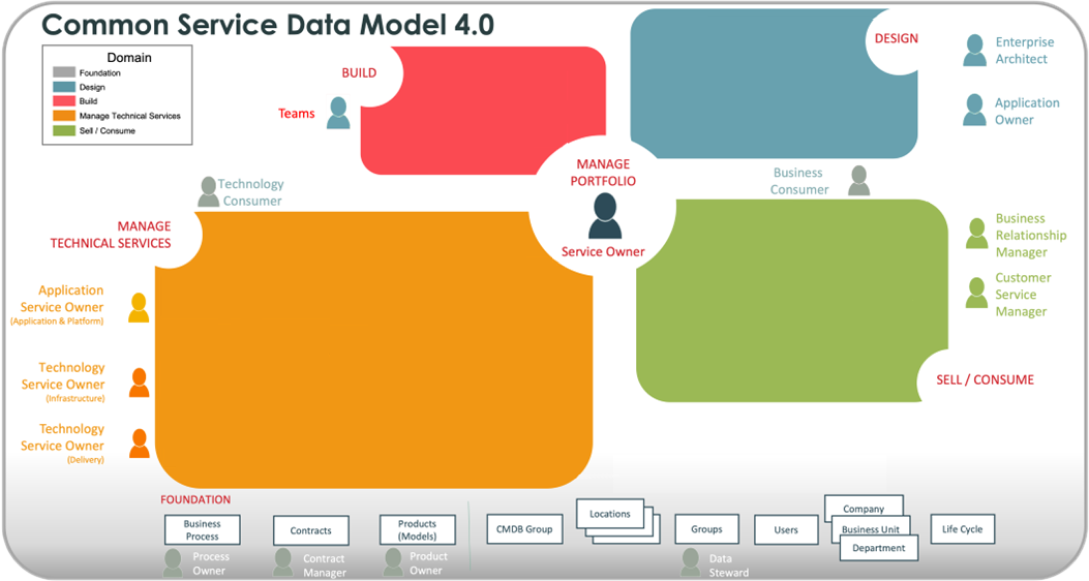 Common Service Data Model 4.0
Domain
Foundation
Design
Build
Manage Technical Services
Sell / Consume
BUILD
Teams
DESIGN
Enterprise
Architect
Application
Owner
MANAGE
PORTFOLIO
Service Owner
Technology
Consumer
Business
Consumer
MANAGE
TECHNICAL SERVICES
Application
Service Owner
(Application & Platform)
Technology
Service Owner
(Infrastructure)
Technology
Service Owner
(Delivery)
Business
Relationship
Manager
Customer
Service
Manager
SELL / CONSUME
FOUNDATION
Business
Process
Process
Owner
Contracts
Contract
Manager
Products
(Models)
Product
Owner
CMDB Group
Locations
Groups
Data
Steward
Users
Company
Business Unit
Department
Life Cycle